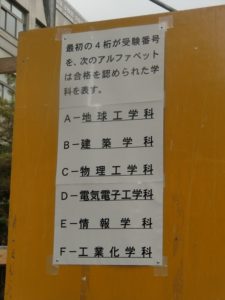 最初の4桁が受験番号
を、次のアルファベット
は合格を認められた学
科を表す。
A－地球工学科
B－建築学科
C－物理工学科
D－電気電子工学科
E－情報学科
F－工業化学科